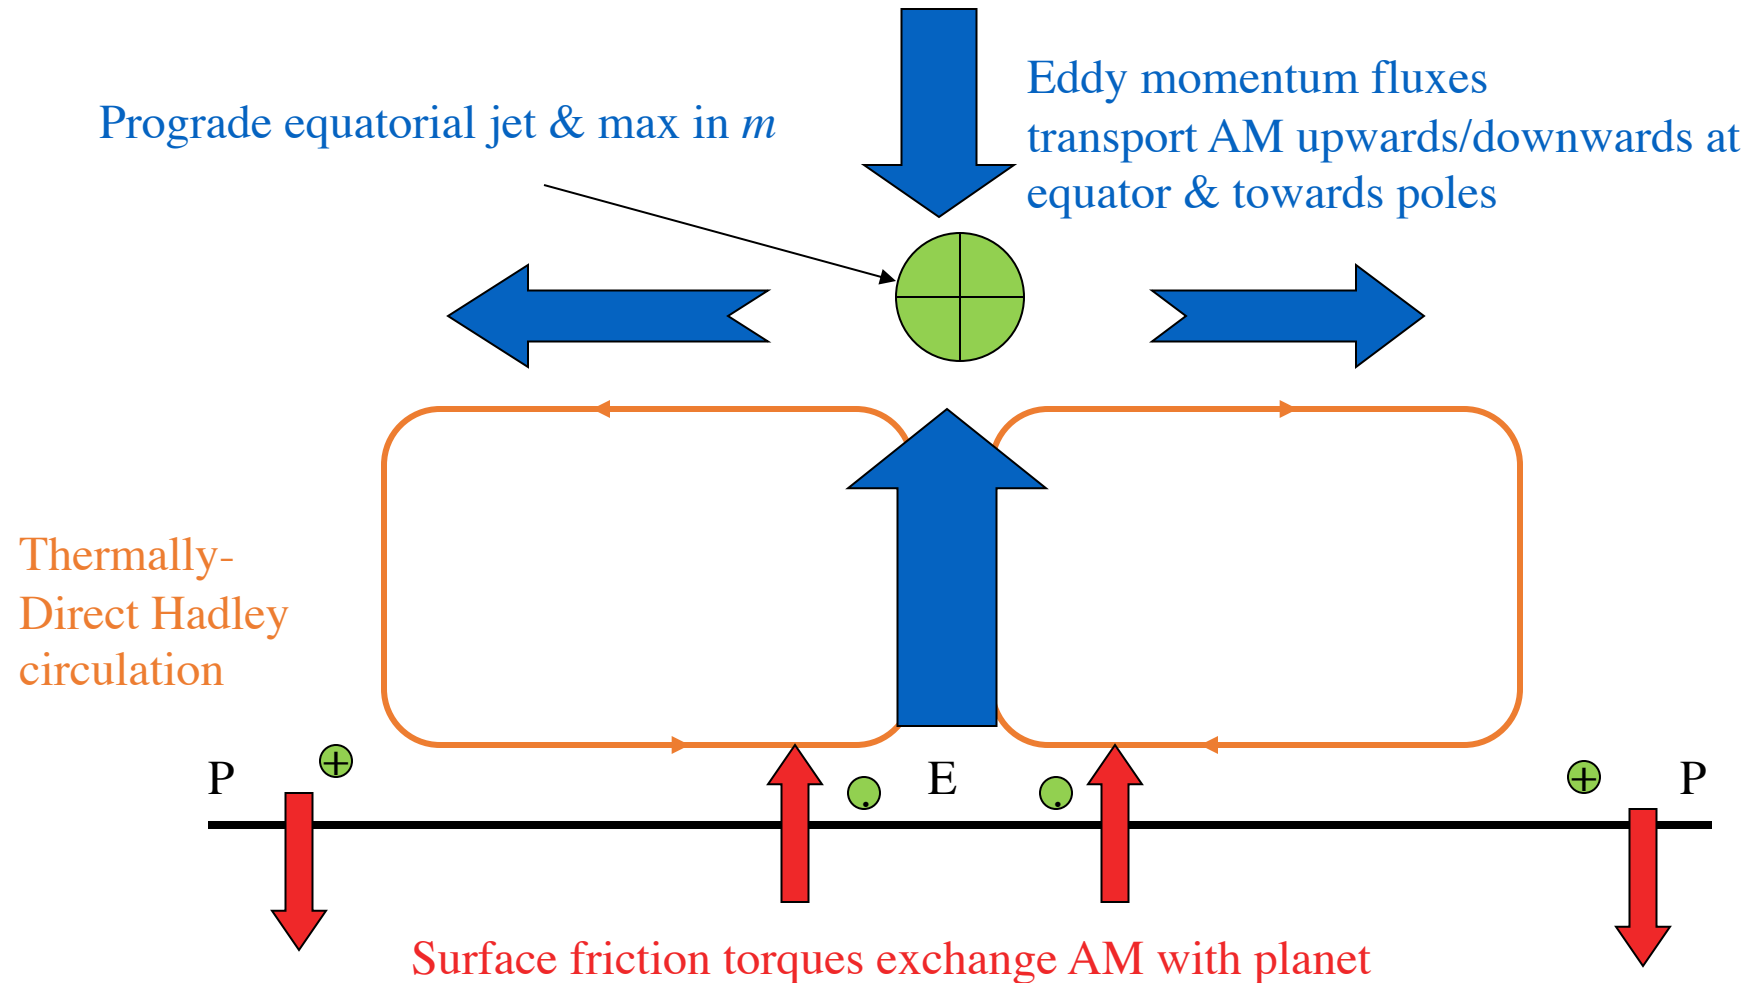 Prograde equatorial jet & max in m
Eddy momentum fluxes
transport AM upwards/downwards at
equator & towards poles
Thermally-
Direct Hadley
circulation
P
E
P
Surface friction torques exchange AM with planet